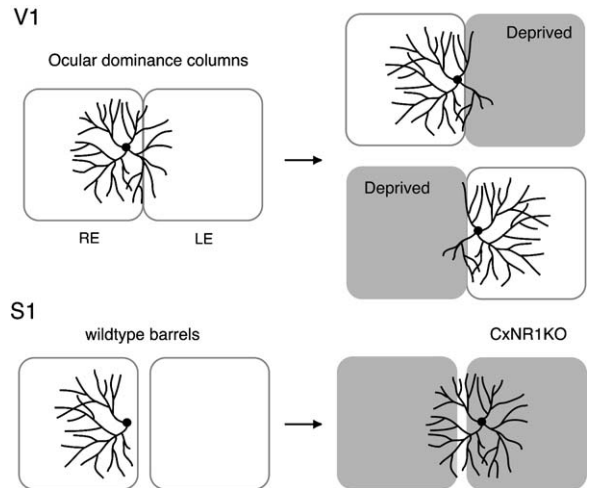 V1
Ocular dominance columns
Deprived
RE
LE
Deprived
S1
wildtype barrels
CxNR1KO